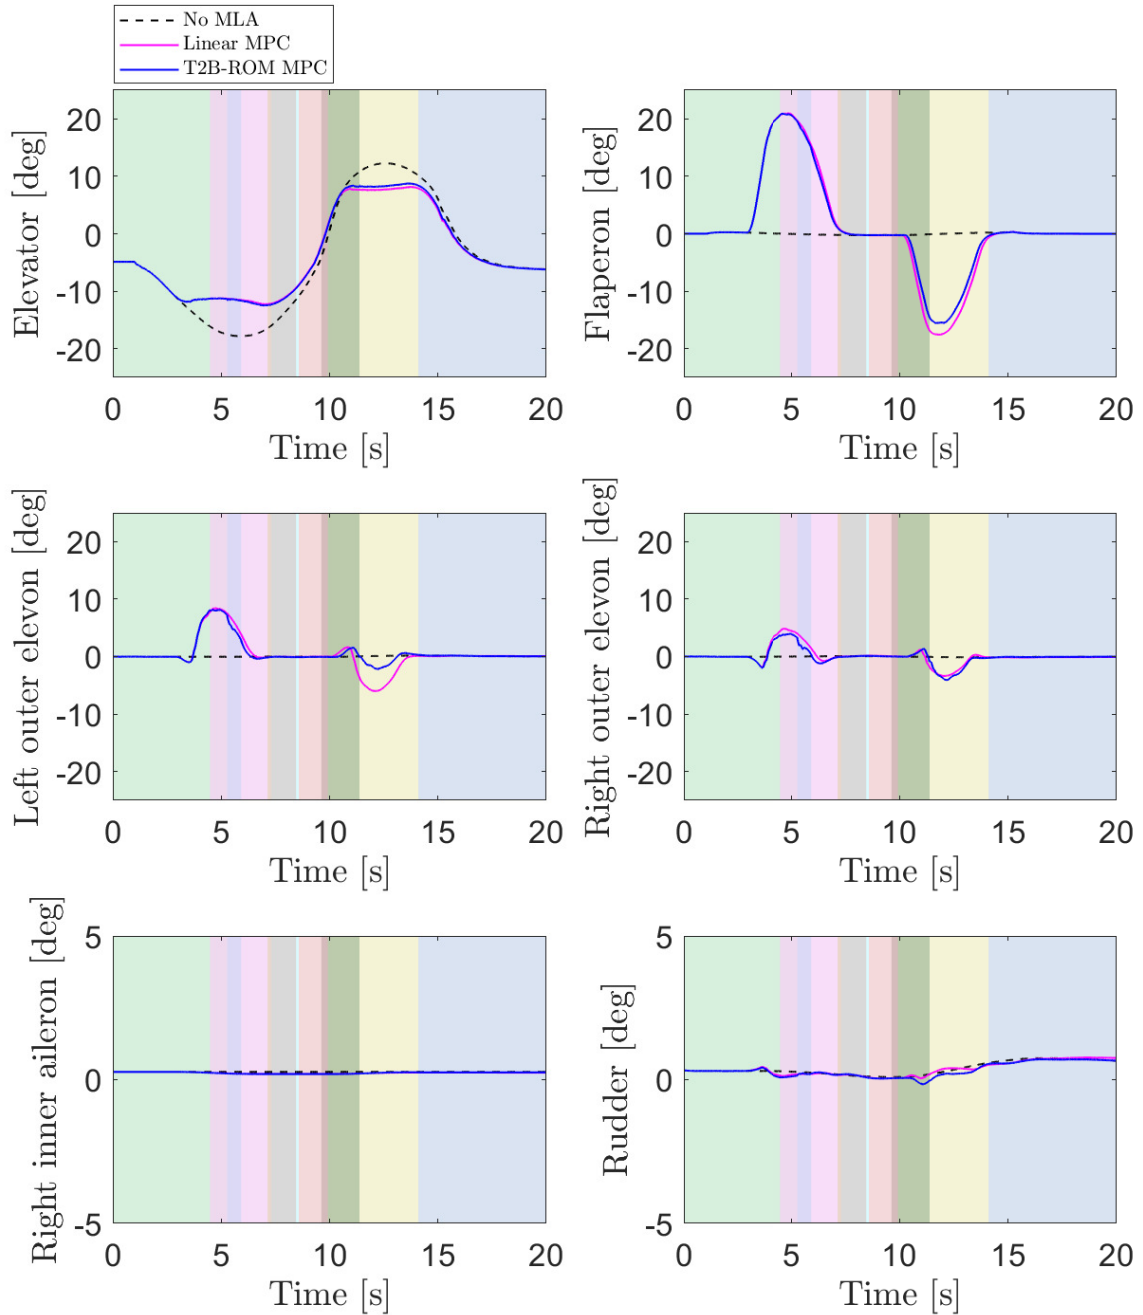 No MLA
Linear MPC
T2B-ROM MPC
Elevator [deg]
20
10
0
-10
-20
0 5 10 15 20
Time [s]
Flaperon [deg]
20
10
0
-10
-20
0 5 10 15 20
Time [s]
Left outer elevon [deg]
20
10
0
-10
-20
0 5 10 15 20
Time [s]
Right outer elevon [deg]
20
10
0
-10
-20
0 5 10 15 20
Time [s]
Right inner aileron [deg]
5
0
-5
0 5 10 15 20
Time [s]
Rudder [deg]
5
0
-5
0 5 10 15 20
Time [s]